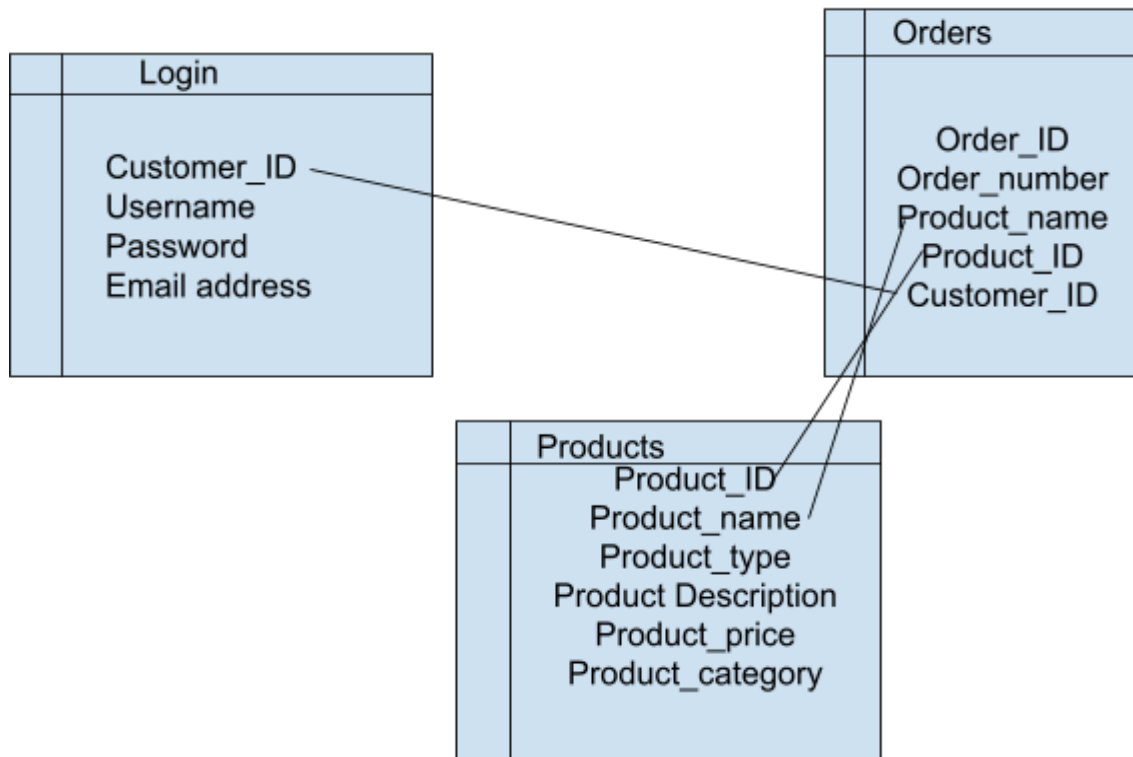 Login
Customer_ID
Username
Password
Email address
Orders
Order_ID
Order_number
Product_name
Product_ID
Customer_ID
Products
Product_ID
Product_name
Product_type
Product Description
Product_price
Product_category